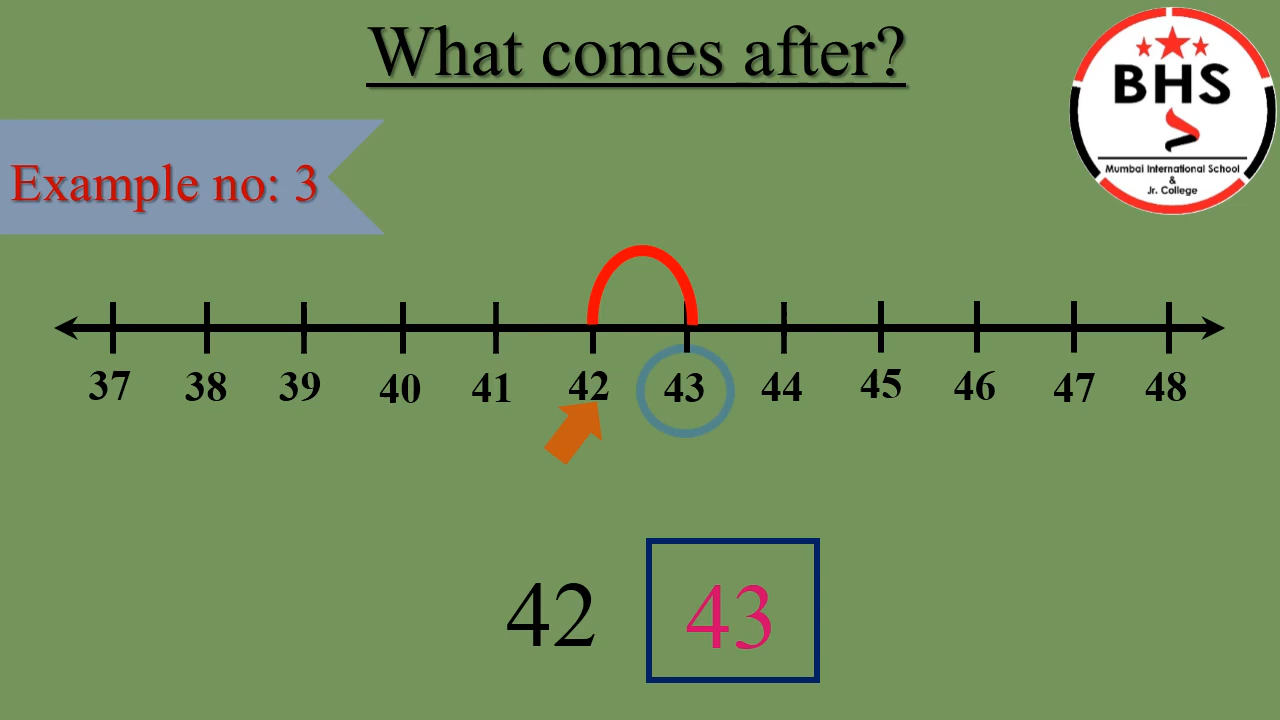 What comes after?
BHS
Mumbai International School
&
Jr. College
Example no: 3
37 38 39 40 41 42 43 44 45 46 47 48
42 43